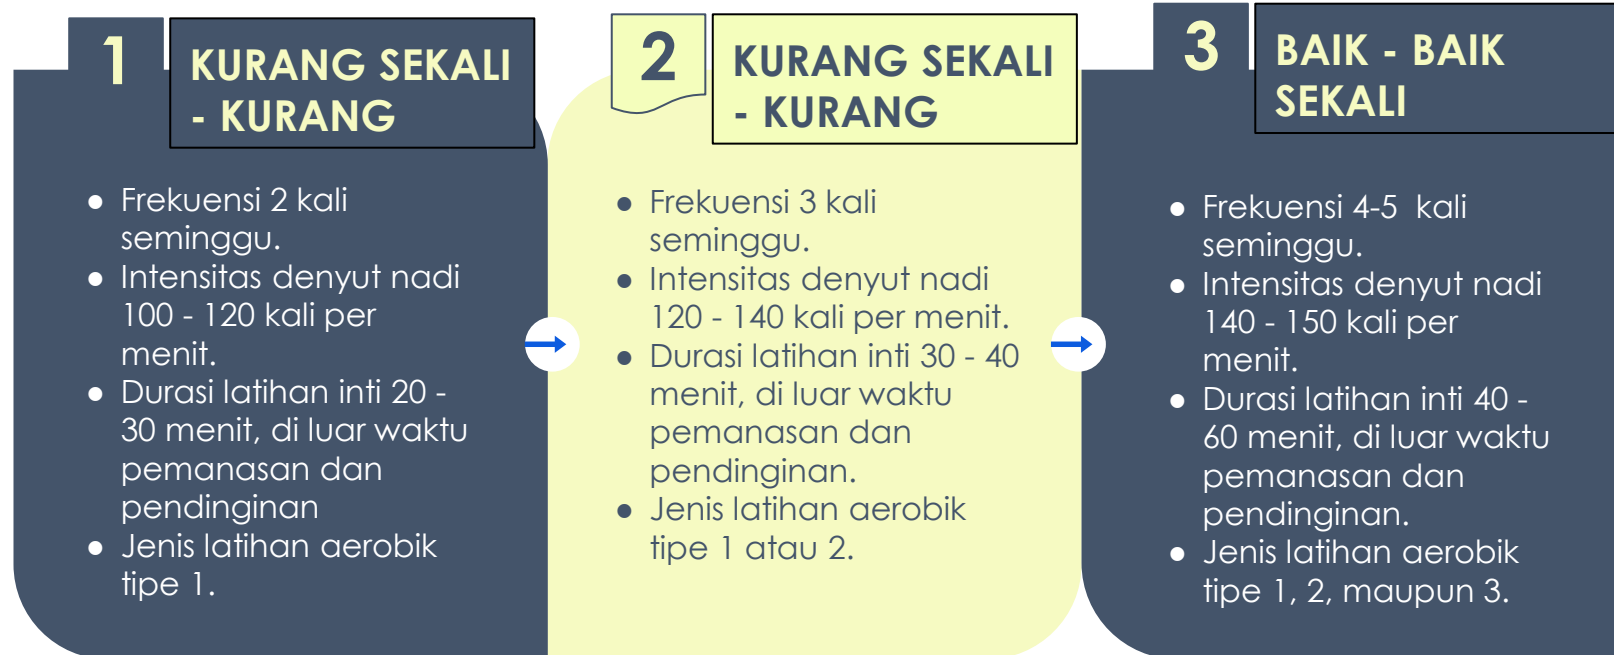 1
KURANG SEKALI
- KURANG
● Frekuensi 2 kali
seminggu.
● Intensitas denyut nadi
100 - 120 kali per
menit.
● Durasi latihan inti 20 -
30 menit, di luar waktu
pemanasan dan
pendinginan
● Jenis latihan aerobik
tipe 1.
2
KURANG SEKALI
- KURANG
● Frekuensi 3 kali
seminggu.
● Intensitas denyut nadi
120 - 140 kali per menit.
● Durasi latihan inti 30 - 40
menit, di luar waktu
pemanasan dan
pendinginan.
● Jenis latihan aerobik
tipe 1 atau 2.
3
BAIK - BAIK
SEKALI
● Frekuensi 4-5 kali
seminggu.
● Intensitas denyut nadi
140 - 150 kali per
menit.
● Durasi latihan inti 40 -
60 menit, di luar waktu
pemanasan dan
pendinginan.
● Jenis latihan aerobik
tipe 1, 2, maupun 3.